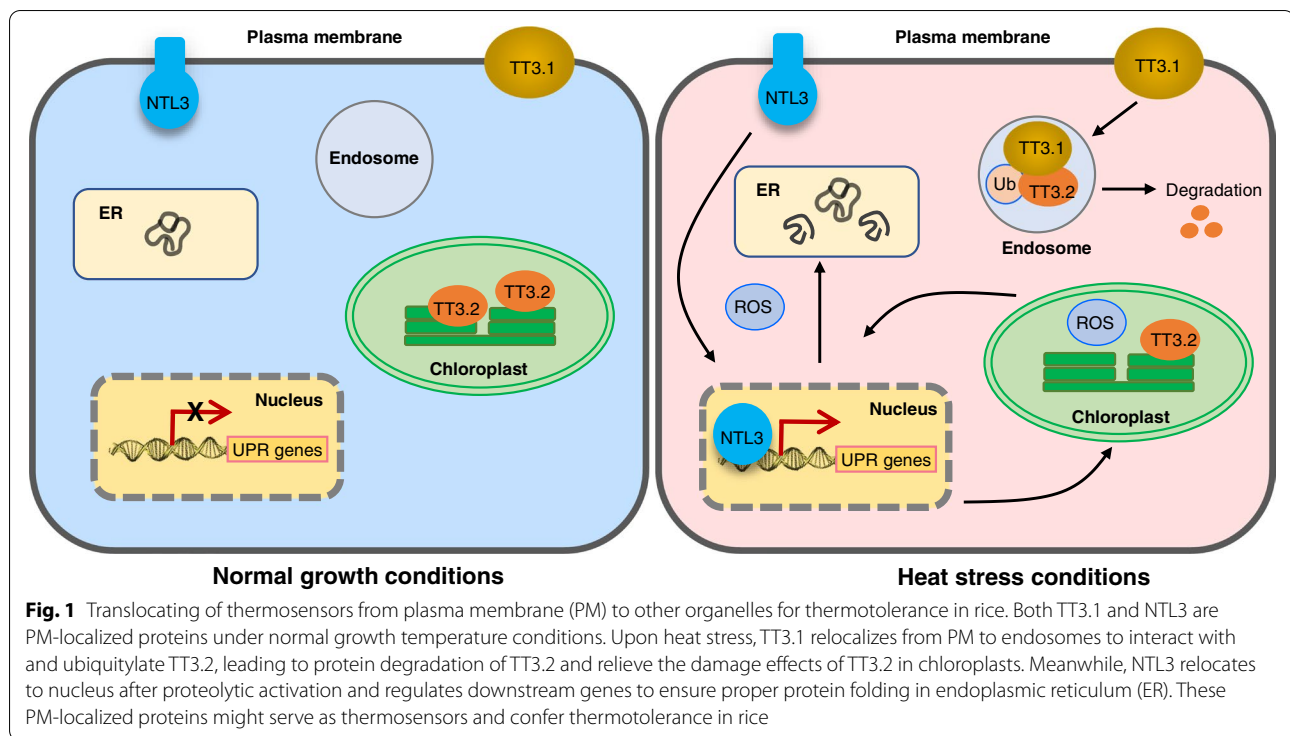 Plasma membrane
NTL3
TT3.1
Endosome
ER
TT3.2
TT3.2
Chloroplast
Nucleus
X
UPR genes
Normal growth conditions
Plasma membrane
NTL3
TT3.1
TT3.1
Ub
TT3.2
Endosome
Degradation
ER
ROS
ROS
TT3.2
Chloroplast
Nucleus
NTL3
UPR genes
Heat stress conditions
Fig. 1 Translocating of thermosensors from plasma membrane (PM) to other organelles for thermotolerance in rice. Both TT3.1 and NTL3 are
PM-localized proteins under normal growth temperature conditions. Upon heat stress, TT3.1 relocalizes from PM to endosomes to interact with
and ubiquitylate TT3.2, leading to protein degradation of TT3.2 and relieve the damage effects of TT3.2 in chloroplasts. Meanwhile, NTL3 relocates
to nucleus after proteolytic activation and regulates downstream genes to ensure proper protein folding in endoplasmic reticulum (ER). These
PM-localized proteins might serve as thermosensors and confer thermotolerance in rice